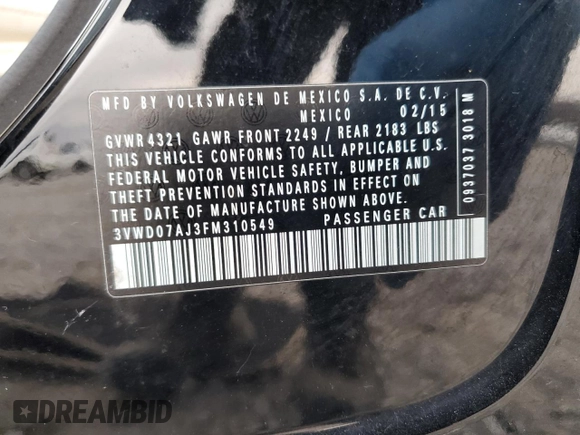 MFD BY VOLKSWAGEN DE MEXICO S.A. DE C.V.
MEXICO 02/15
GVWR 4321 GAWR FRONT 2249 / REAR 2183 LBS
THIS VEHICLE CONFORMS TO ALL APPLICABLE U.S.
FEDERAL MOTOR VEHICLE SAFETY, BUMPER AND
THEFT PREVENTION STANDARDS IN EFFECT ON
THE DATE OF MANUFACTURE SHOWN ABOVE.
3VWD07AJ3FM310549 PASSENGER CAR
0937037 3018 M
DREAMBID